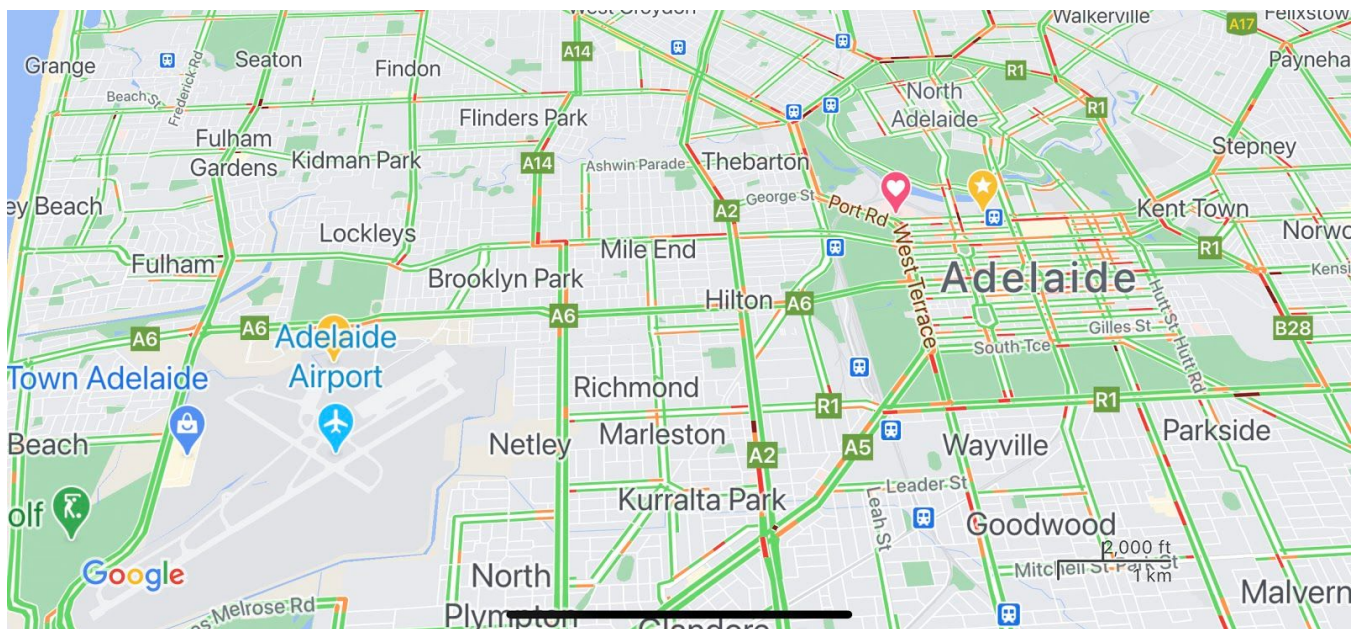 West Croydon
Walkerville
Felixstow
A17
Grange
Frederick Rd
Seaton
A14
Findon
R1
Payneha
Beach St
North
Adelaide
R1
Flinders Park
Fulham
Gardens
Kidman Park
A14
Ashwin Parade
Thebarton
Stepney
ey Beach
A2
George St
Port Rd
Kent Town
Lockleys
Mile End
West Terrace
R1
Norwo
Fulham
Brooklyn Park
Adelaide
Kensi
Hilton
A6
Hutt St
A6
A6
A6
Gilles St
B28
Adelaide
Airport
South Tce
Hutt Rd
Town Adelaide
Richmond
R1
R1
Beach
Netley
Marleston
A2
A5
Wayville
Parkside
Kurralta Park
Leader St
olf
Leah St
Goodwood
2,000 ft
Google
North
Plympton
Mitchell St
Park St
1 km
Malvern
Melrose Rd
Glandore